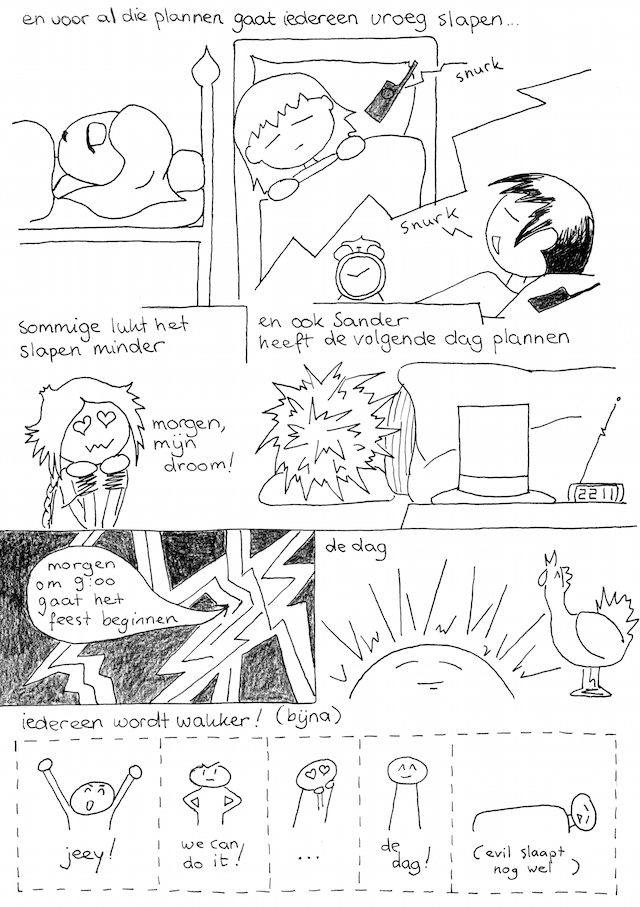 en voor al die plannen gaat iedereen vroeg slapen...
snurk
snurk
Sommige lukt het
slapen minder
en ook Sander
heeft de volgende dag plannen
morgen,
mijn
droom!
22 11
morgen
om 9:00
gaat het
feest beginnen
de dag
iedereen wordt wakker! (bijna)
jeey!
we can
do it!
...
de
dag!
(evil slaapt
nog wel)